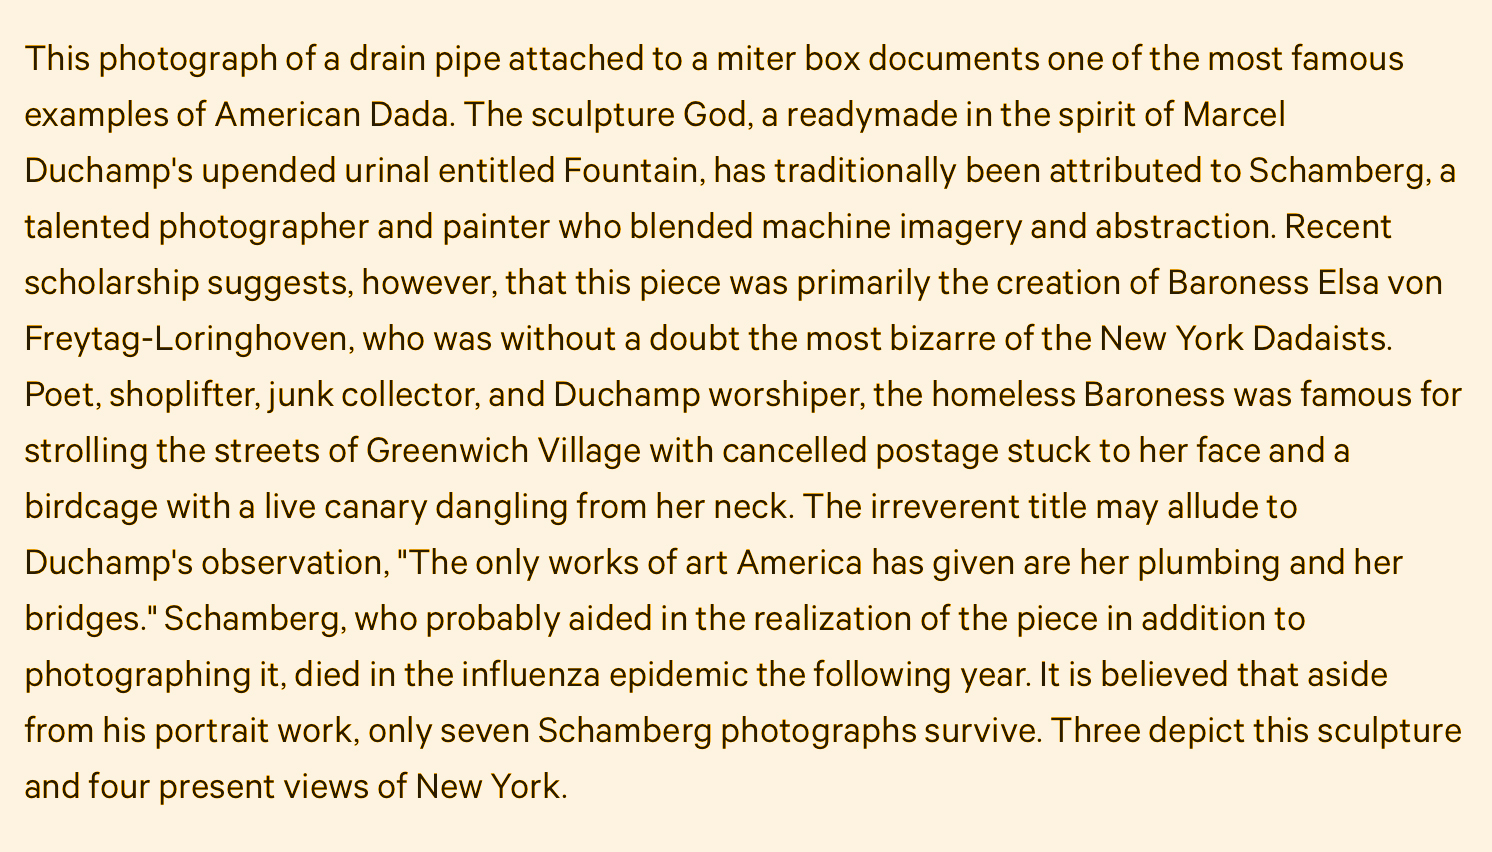 This photograph of a drain pipe attached to a miter box documents one of the most famous
examples of American Dada. The sculpture God, a readymade in the spirit of Marcel
Duchamp's upended urinal entitled Fountain, has traditionally been attributed to Schamberg, a
talented photographer and painter who blended machine imagery and abstraction. Recent
scholarship suggests, however, that this piece was primarily the creation of Baroness Elsa von
Freytag-Loringhoven, who was without a doubt the most bizarre of the New York Dadaists.
Poet, shoplifter, junk collector, and Duchamp worshiper, the homeless Baroness was famous for
strolling the streets of Greenwich Village with cancelled postage stuck to her face and a
birdcage with a live canary dangling from her neck. The irreverent title may allude to
Duchamp's observation, "The only works of art America has given are her plumbing and her
bridges." Schamberg, who probably aided in the realization of the piece in addition to
photographing it, died in the influenza epidemic the following year. It is believed that aside
from his portrait work, only seven Schamberg photographs survive. Three depict this sculpture
and four present views of New York.